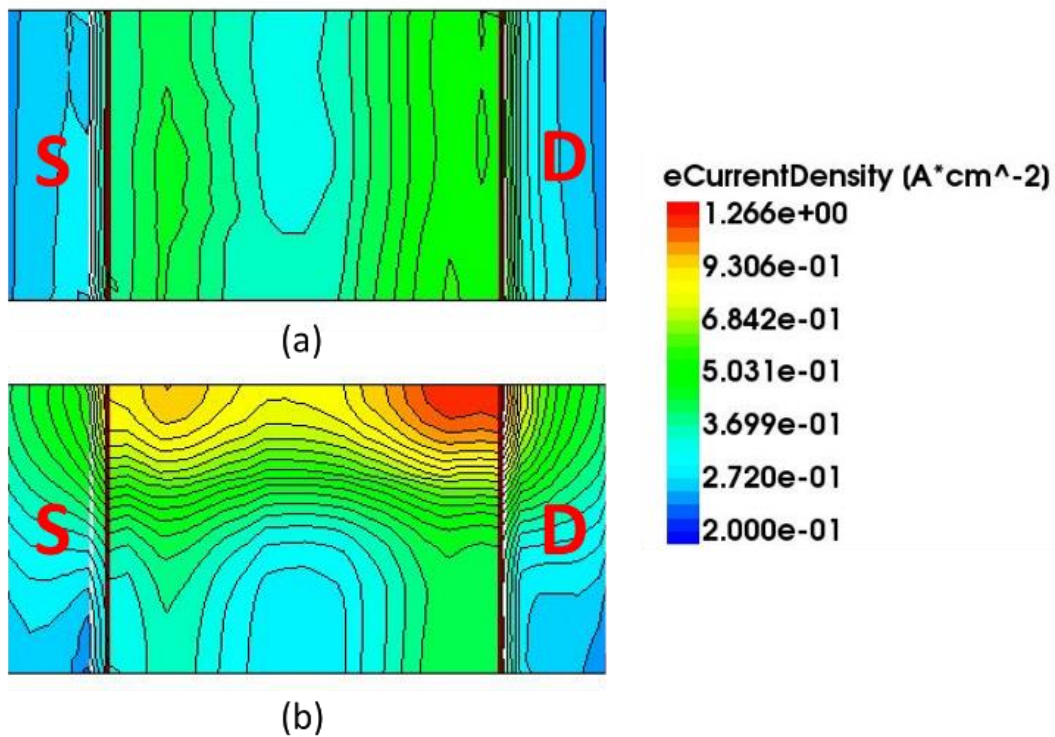 S
D
(a)
S
D
(b)
eCurrentDensity (A*cm^-2)
1.266e+00
9.306e-01
6.842e-01
5.031e-01
3.699e-01
2.720e-01
2.000e-01